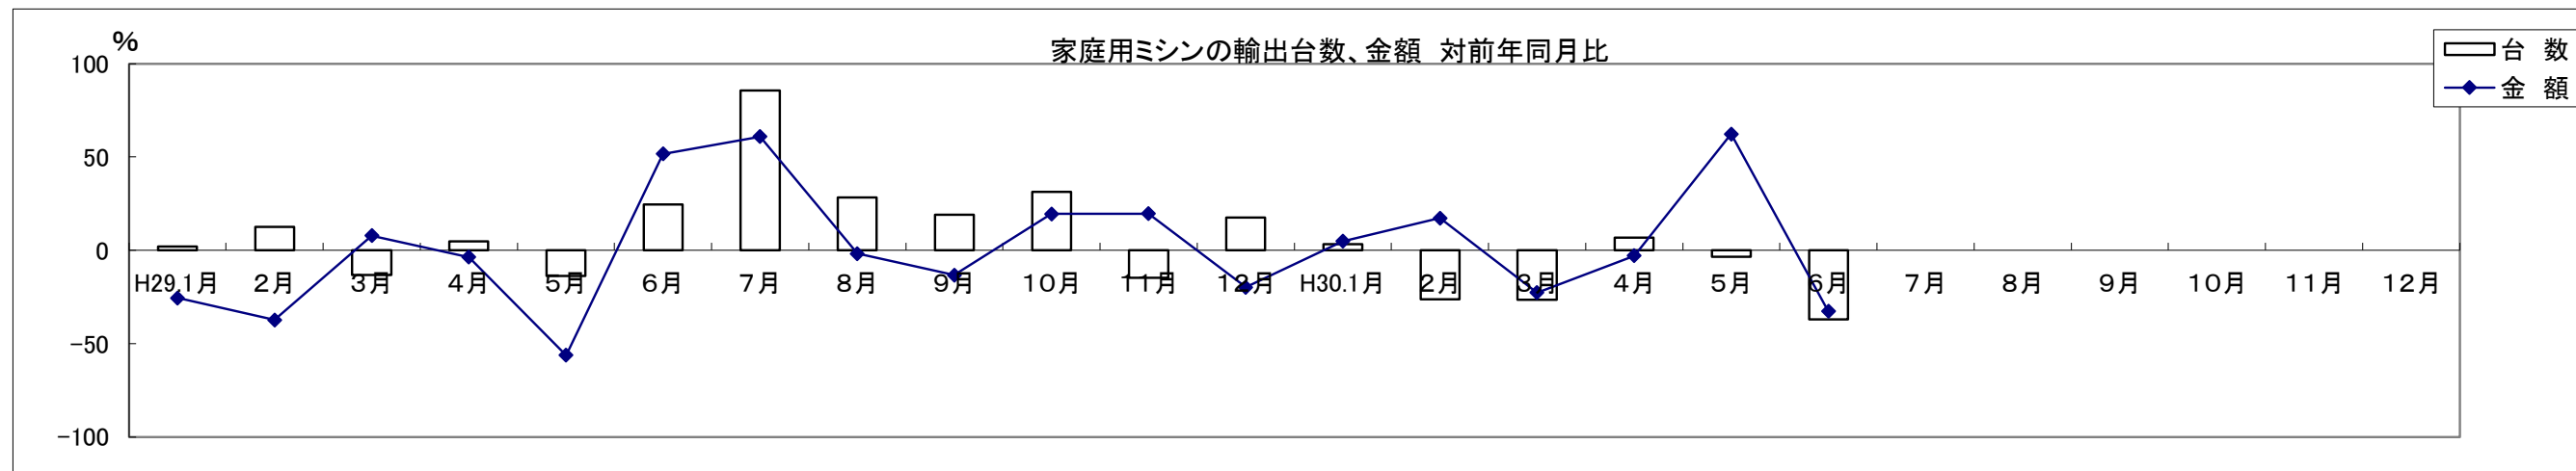 %
家庭用ミシンの輸出台数、金額 対前年同月比
台 数
金 額
100
50
0
-50
-100
H29.1月 2月 3月 4月 5月 6月 7月 8月 9月 10月 11月 12月 H30.1月 2月 3月 4月 5月 6月 7月 8月 9月 10月 11月 12月